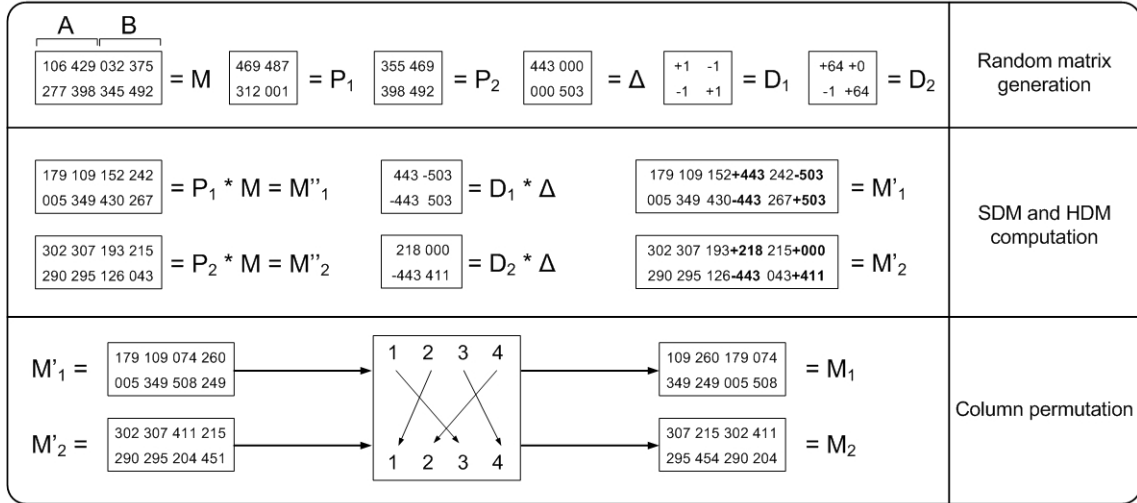 A B
106 429 032 375
277 398 345 492
= M
469 487
312 001
= P1
355 469
398 492
= P2
443 000
000 503
= Δ
+1 -1
-1 +1
= D1
+64 +0
-1 +64
= D2
Random matrix
generation
179 109 152 242
005 349 430 267
= P1 * M = M''1
443 -503
-443 503
= D1 * Δ
179 109 152+443 242-503
005 349 430-443 267+503
= M'1
302 307 193 215
290 295 126 043
= P2 * M = M''2
218 000
-443 411
= D2 * Δ
302 307 193+218 215+000
290 295 126-443 043+411
= M'2
SDM and HDM
computation
M'1 =
179 109 074 260
005 349 508 249
1 2 3 4
109 260 179 074
349 249 005 508
= M1
M'2 =
302 307 411 215
290 295 204 451
1 2 3 4
307 215 302 411
295 454 290 204
= M2
Column permutation